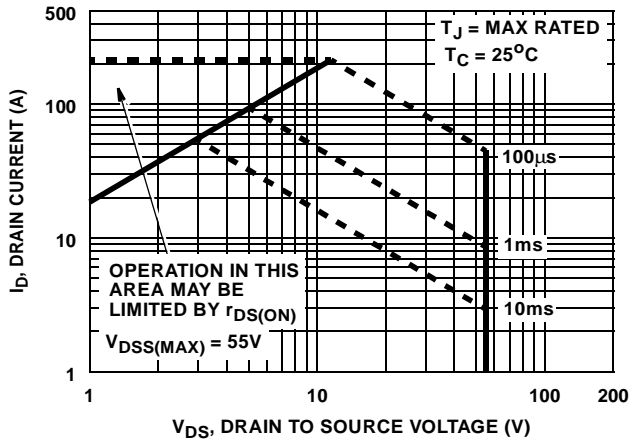 500
T_J = MAX RATED
T_C = 25°C
100
100μs
10
1ms
10ms
OPERATION IN THIS
AREA MAY BE
LIMITED BY r_DS(ON)
V_DSS(MAX) = 55V
1
1
10
100
200
V_DS, DRAIN TO SOURCE VOLTAGE (V)
I_D, DRAIN CURRENT (A)